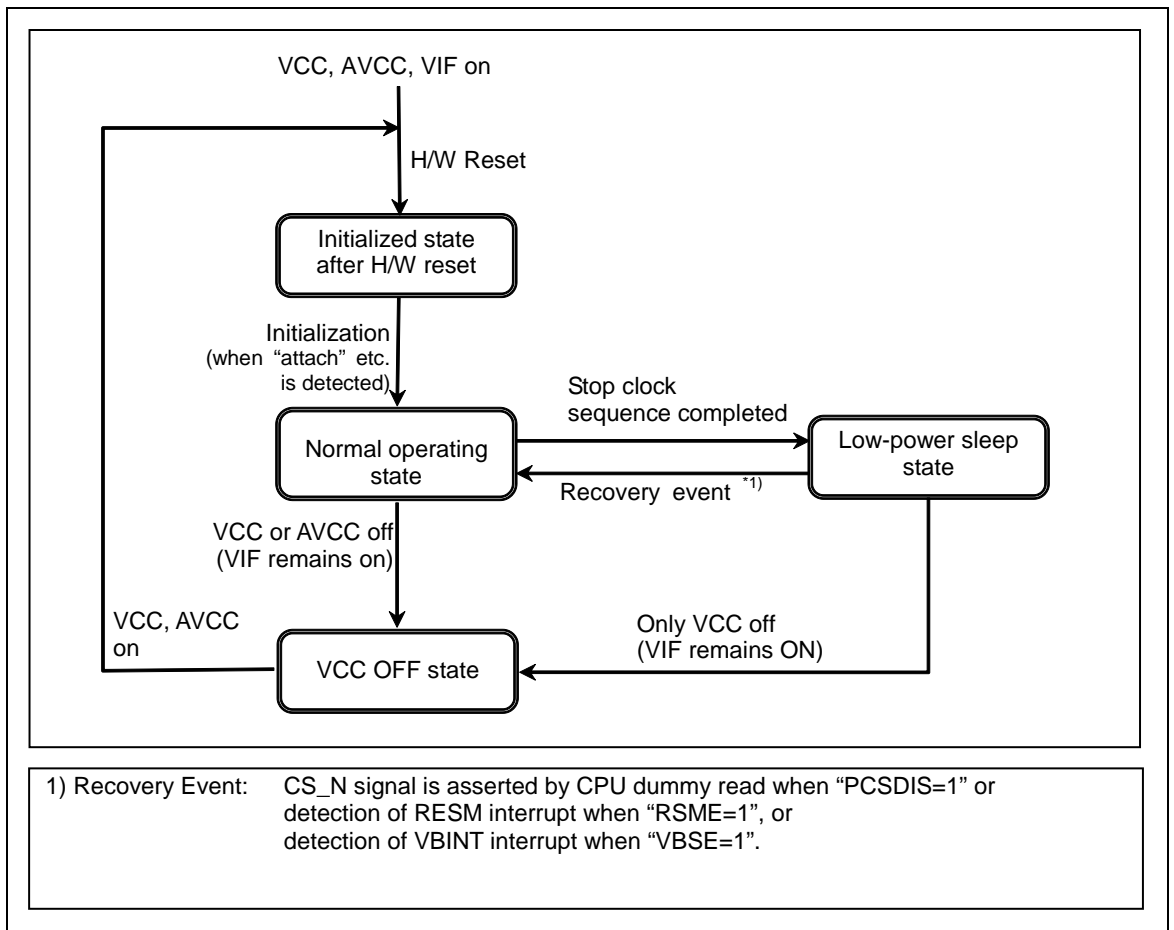 VCC, AVCC, VIF on
H/W Reset
Initialized state
after H/W reset
Initialization
(when “attach” etc.
is detected)
Stop clock
sequence completed
Normal operating
state
Low-power sleep
state
Recovery event *1)
VCC or AVCC off
(VIF remains on)
VCC, AVCC
on
Only VCC off
(VIF remains ON)
VCC OFF state
1) Recovery Event: CS_N signal is asserted by CPU dummy read when “PCSDIS=1” or
detection of RESM interrupt when “RSME=1”, or
detection of VBINT interrupt when “VBSE=1”.